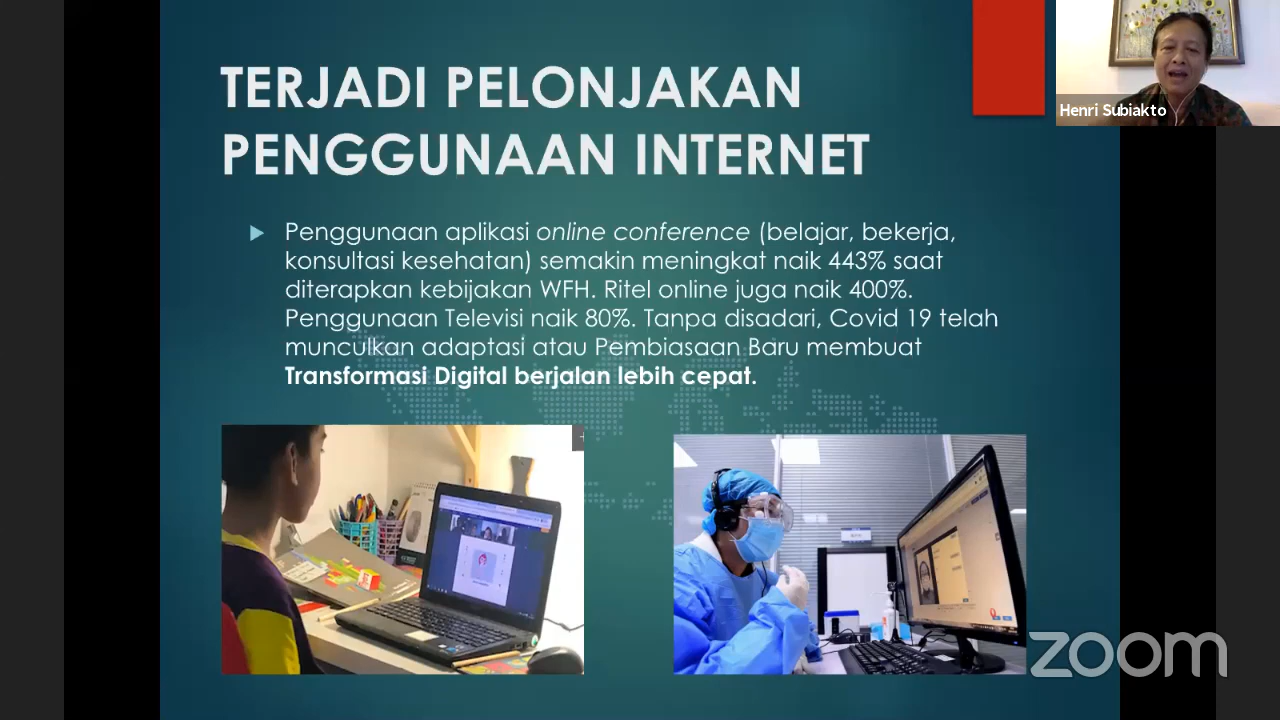 TERJADI PELONJAKAN
PENGGUNAAN INTERNET
Henri Subiakto
Penggunaan aplikasi online conference (belajar, bekerja,
konsultasi kesehatan) semakin meningkat naik 443% saat
diterapkan kebijakan WFH. Ritel online juga naik 400%.
Penggunaan Televisi naik 80%. Tanpa disadari, Covid 19 telah
munculkan adaptasi atau Pembiasaan Baru membuat
Transformasi Digital berjalan lebih cepat.
zoom